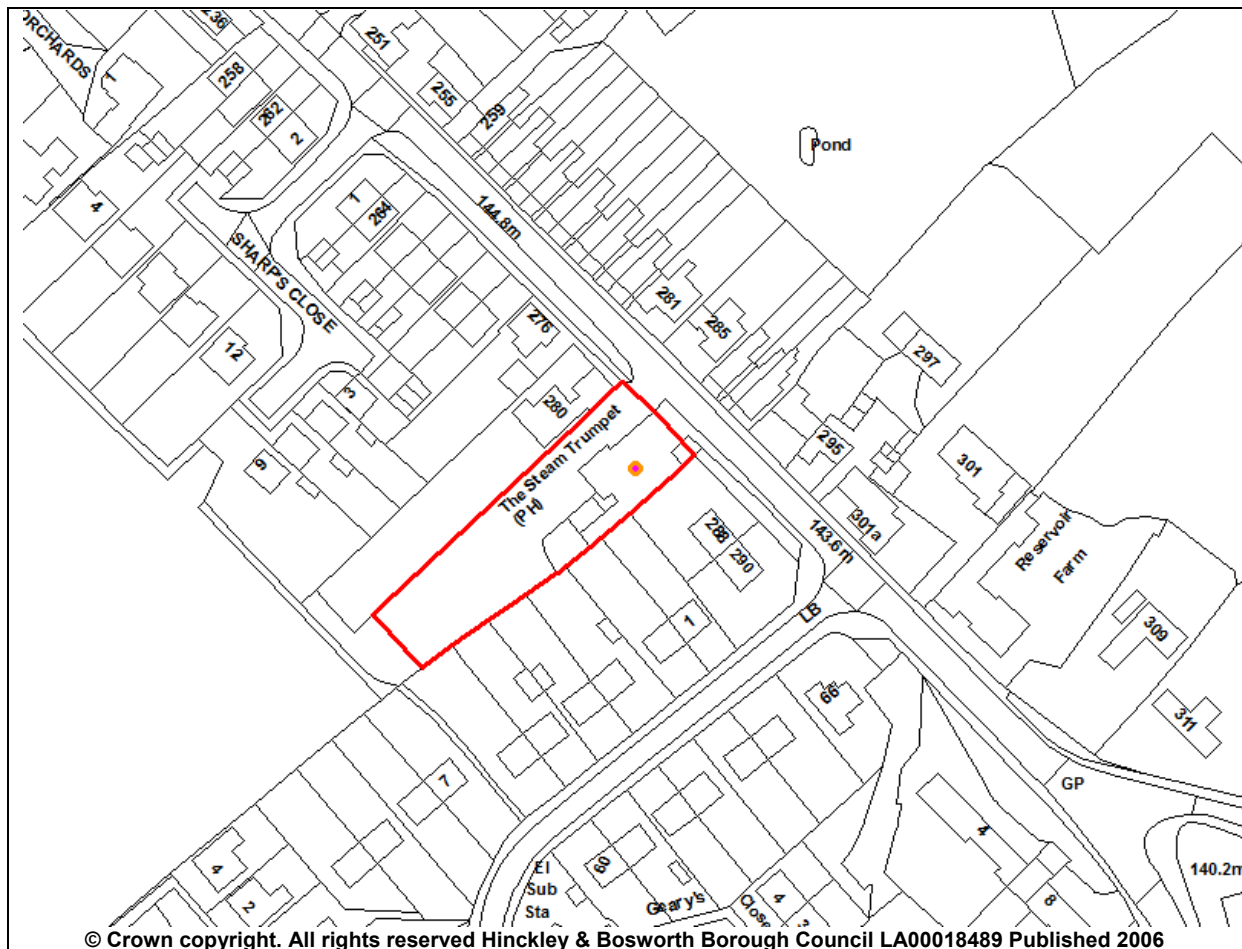 ORCHARDS
236
1
258
262
2
251
255
259
Pond
4
1
264
144.8m
SHARP'S CLOSE
281
276
285
12
297
3
280
The Steam Trumpet
(PH)
295
301
9
301a
143.6m
288
290
Reservoir
Farm
1
LB
309
66
311
7
GP
4
60
4
El
Sub
Sta
2
Geary's
Close
4
3
8
140.2m
© Crown copyright. All rights reserved Hinckley & Bosworth Borough Council LA00018489 Published 2006